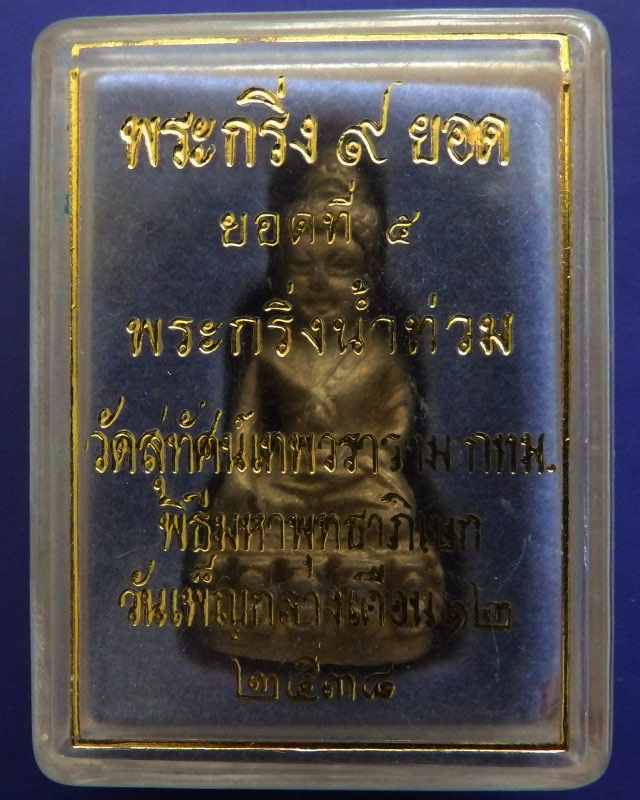 พระกริ่ง ๙ ยอด
ยอดที่ ๕
พระกริ่งน้ำท่วม
วัดสุทัศน์เทพวราราม กทม.
พิธีมหาพุทธาภิเษก
วันเพ็ญกลางเดือน ๑๒
๒๕๓๘